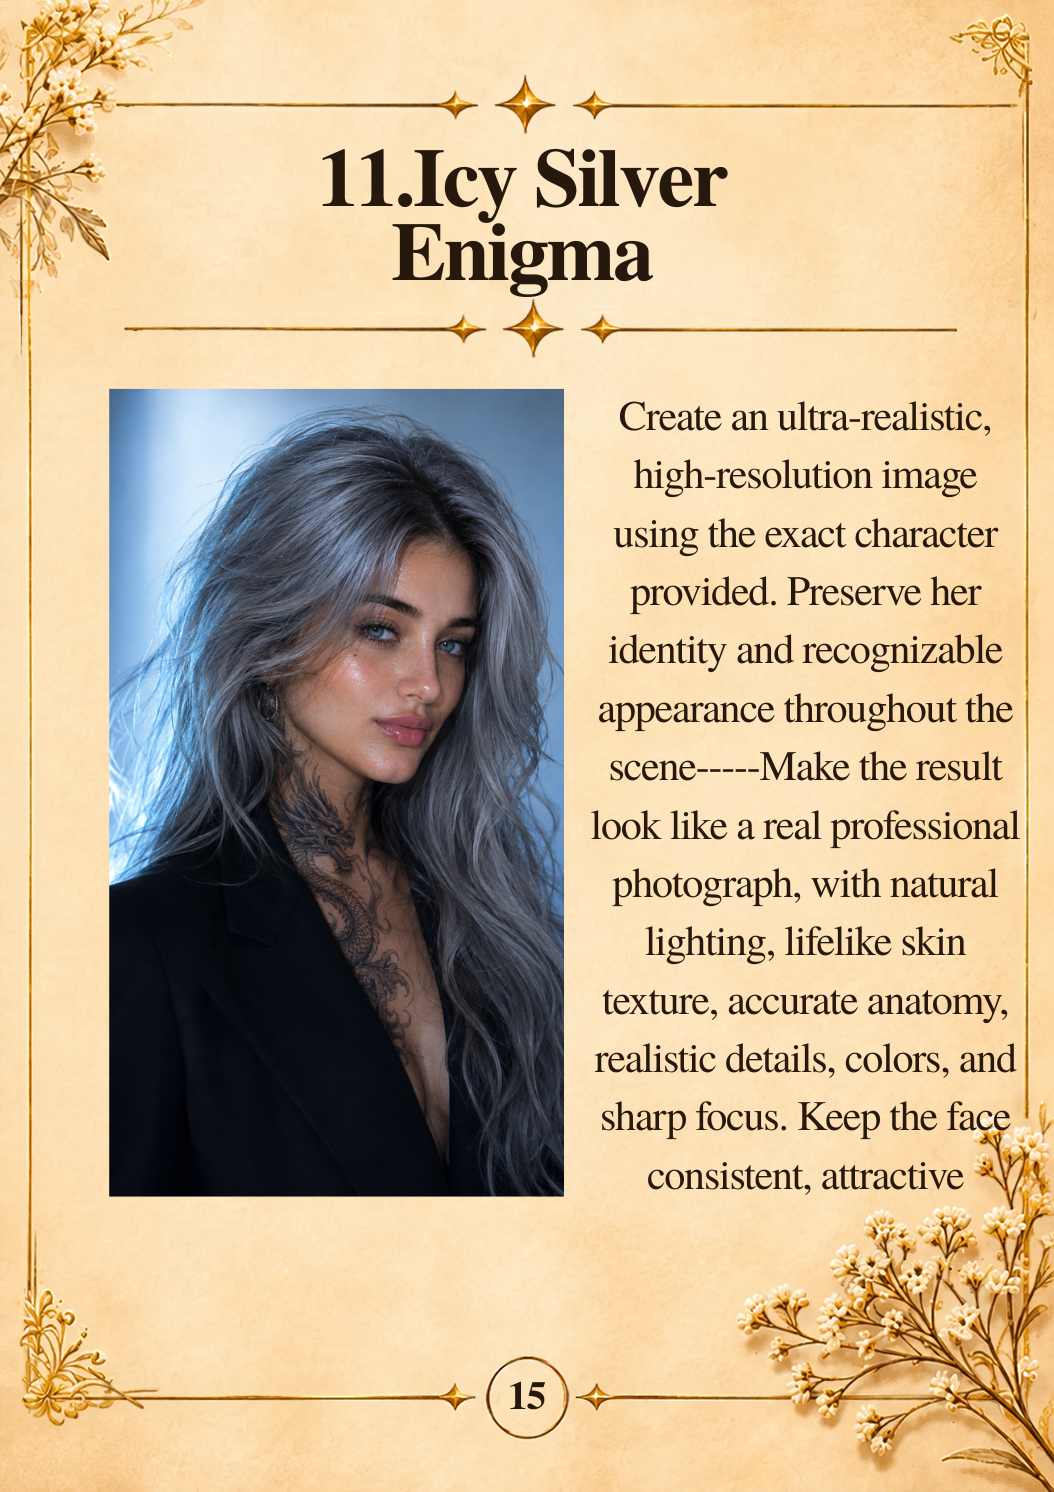 11.Icy Silver
Enigma
Create an ultra-realistic,
high-resolution image
using the exact character
provided. Preserve her
identity and recognizable
appearance throughout the
scene-----Make the result
look like a real professional
photograph, with natural
lighting, lifelike skin
texture, accurate anatomy,
realistic details, colors, and
sharp focus. Keep the face
consistent, attractive
15